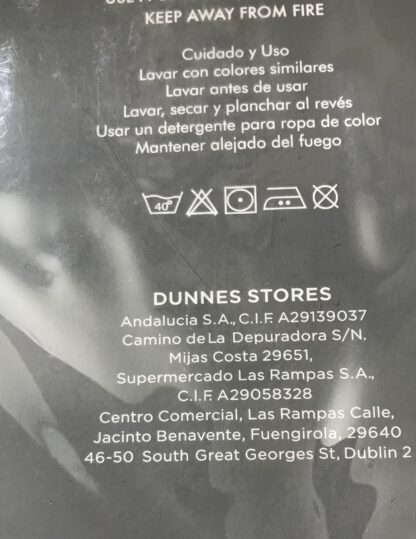 KEEP AWAY FROM FIRE
Cuidado y Uso
Lavar con colores similares
Lavar antes de usar
Lavar, secar y planchar al revés
Usar un detergente para ropa de color
Mantener alejado del fuego
40°
DUNNES STORES
Andalucía S.A., C.I.F. A29139037
Camino deLa Depuradora S/N.
Mijas Costa 29651,
Supermercado Las Rampas S.A.,
C.I.F. A29058328
Centro Comercial, Las Rampas Calle,
Jacinto Benavente, Fuengirola, 29640
46-50 South Great Georges St, Dublin 2